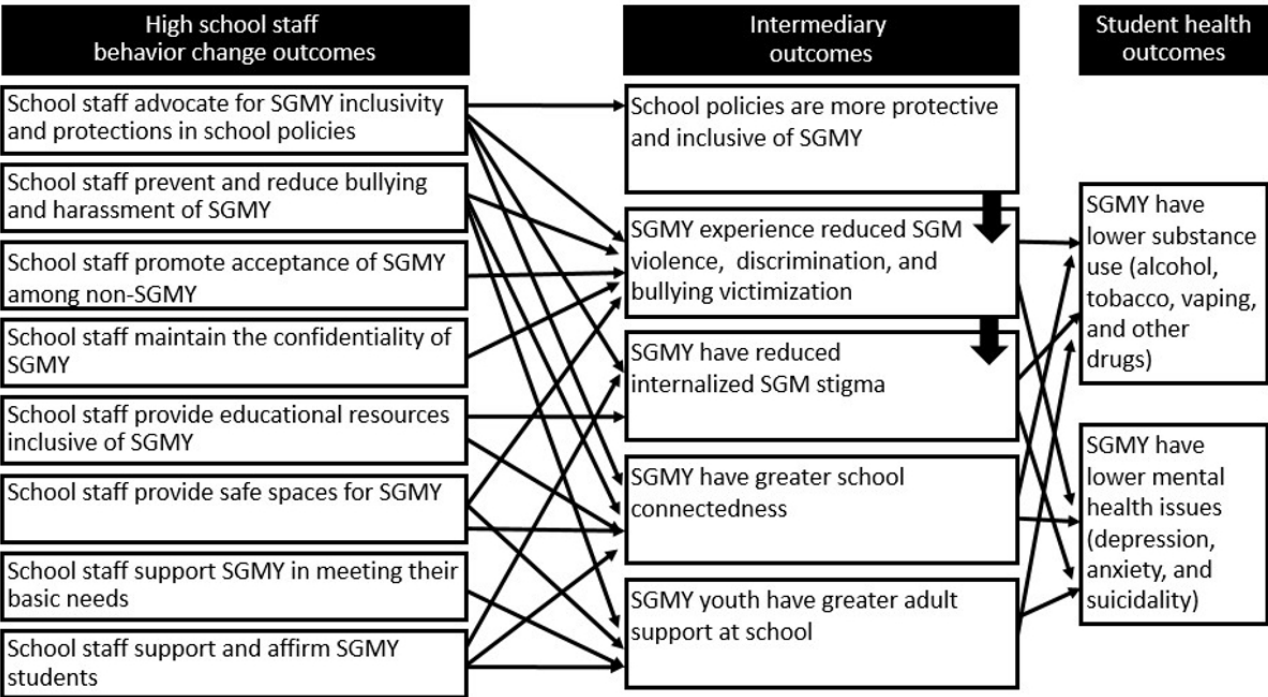 High school staff
behavior change outcomes
School staff advocate for SGMY inclusivity
and protections in school policies
School staff prevent and reduce bullying
and harassment of SGMY
School staff promote acceptance of SGMY
among non-SGMY
School staff maintain the confidentiality of
SGMY
School staff provide educational resources
inclusive of SGMY
School staff provide safe spaces for SGMY
School staff support SGMY in meeting their
basic needs
School staff support and affirm SGMY
students
Intermediary
outcomes
School policies are more protective
and inclusive of SGMY
SGMY experience reduced SGM
violence, discrimination, and
bullying victimization
SGMY have reduced
internalized SGM stigma
SGMY have greater school
connectedness
SGMY youth have greater adult
support at school
Student health
outcomes
SGMY have
lower substance
use (alcohol,
tobacco, vaping,
and other
drugs)
SGMY have
lower mental
health issues
(depression,
anxiety, and
suicidality)